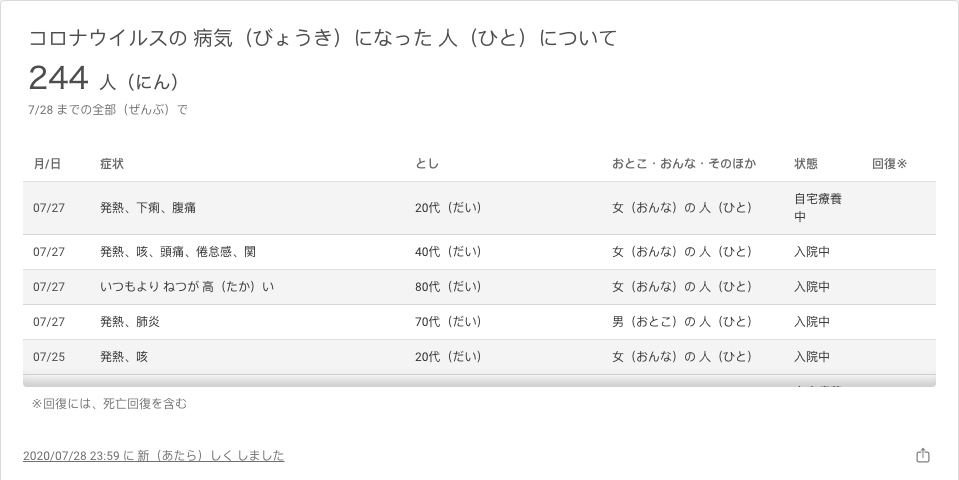 コロナウイルスの 病気（びょうき）になった 人（ひと）について
244 人（にん）
7/28 までの全部（ぜんぶ）で
月/日 症状 とし おとこ・おんな・そのほか 状態 回復※
07/27 発熱、下痢、腹痛 20代（だい） 女（おんな）の 人（ひと） 自宅療養
中
07/27 発熱、咳、頭痛、倦怠感、関 40代（だい） 女（おんな）の 人（ひと） 入院中
07/27 いつもより ねつが 高（たか）い 80代（だい） 女（おんな）の 人（ひと） 入院中
07/27 発熱、肺炎 70代（だい） 男（おとこ）の 人（ひと） 入院中
07/25 発熱、咳 20代（だい） 女（おんな）の 人（ひと） 入院中
※回復には、死亡回復を含む
2020/07/28 23:59 に 新（あたら）しく しました